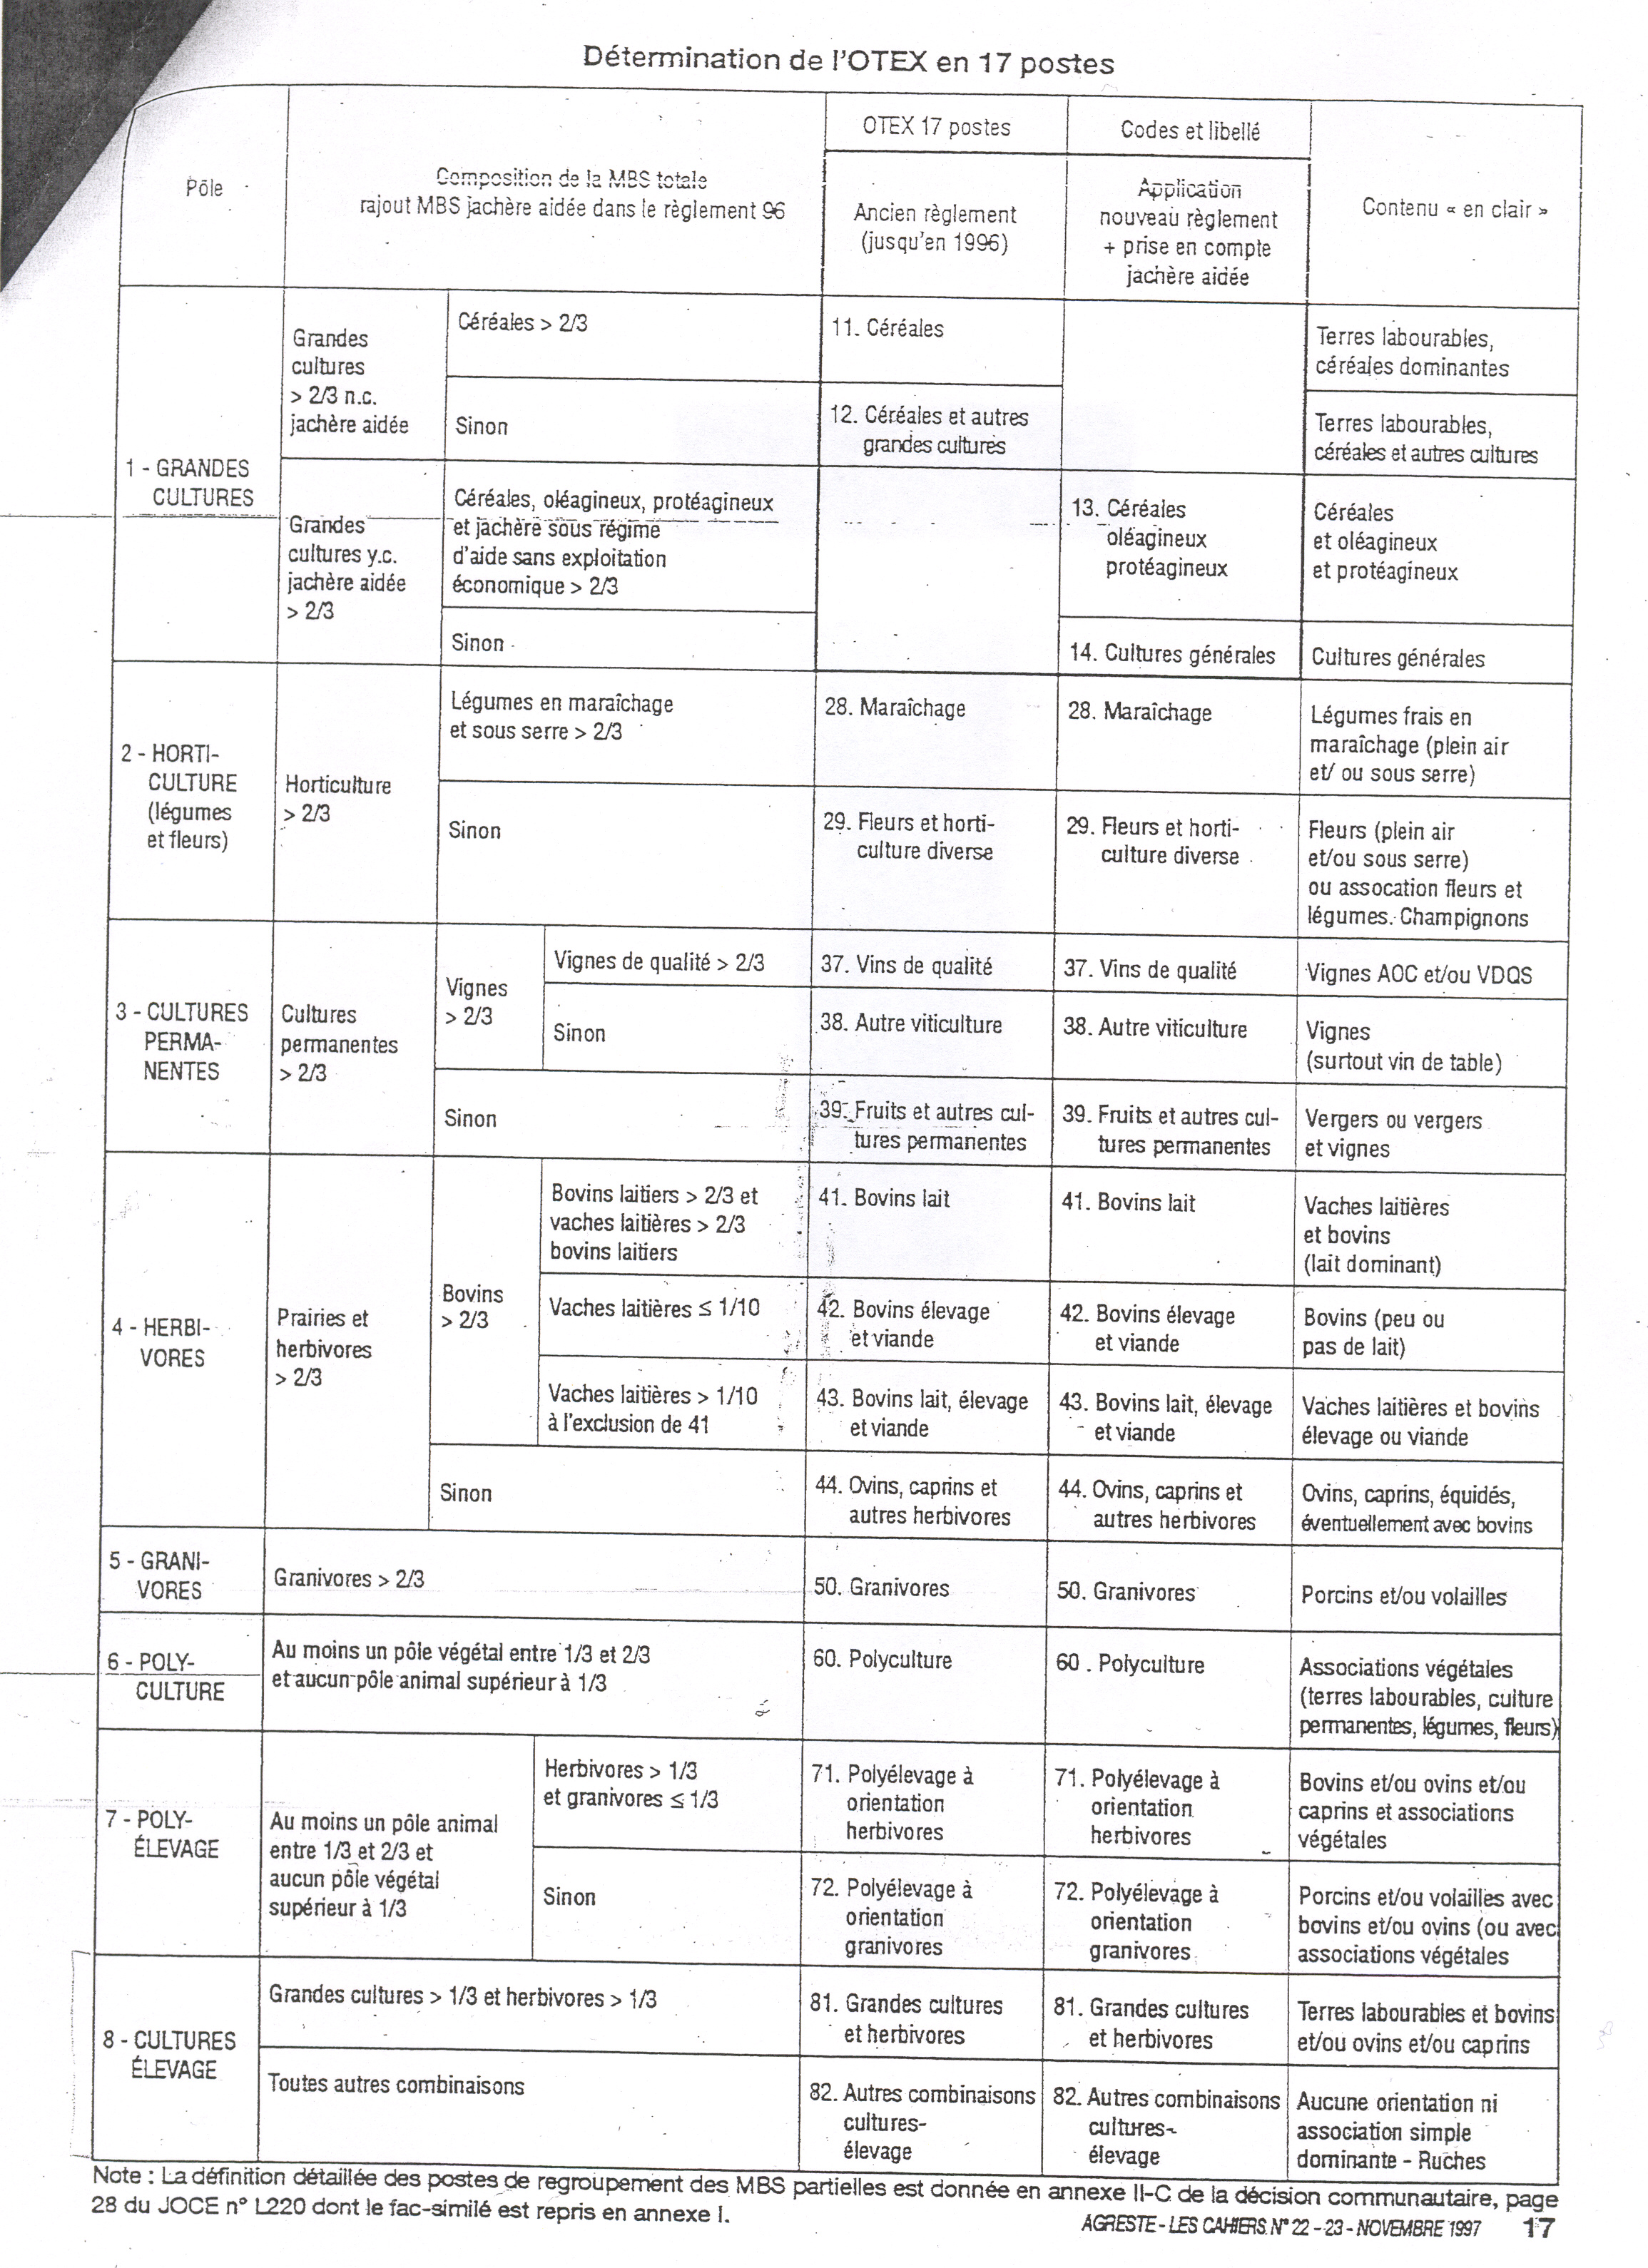 Détermination de l'OTEX en 17 postes
Pôle
Composition de la MBS totale
rajout MBS jachère aidée dans le règlement 96
OTEX 17 postes
Codes et libellé
Ancien règlement
(jusqu'en 1996)
Application
nouveau règlement
+ prise en compte
jachère aidée
Contenu « en clair »
1 - GRANDES
CULTURES
Grandes
cultures
> 2/3 n.c.
jachère aidée
Céréales > 2/3
11. Céréales
Terres labourables,
céréales dominantes
Sinon
12. Céréales et autres
grandes cultures
Terres labourables,
céréales et autres cultures
Grandes
cultures y.c.
jachère aidée
> 2/3
Céréales, oléagineux, protéagineux
et jachère sous régime
d'aide sans exploitation
économique > 2/3
13. Céréales
oléagineux
protéagineux
Céréales
et oléagineux
et protéagineux
Sinon
14. Cultures générales
Cultures générales
2 - HORTI-
CULTURE
(légumes
et fleurs)
Horticulture
> 2/3
Légumes en maraîchage
et sous serre > 2/3
28. Maraîchage
28. Maraîchage
Légumes frais en
maraîchage (plein air
et/ ou sous serre)
Sinon
29. Fleurs et horti-
culture diverse
29. Fleurs et horti-
culture diverse
Fleurs (plein air
et/ou sous serre)
ou assocation fleurs et
légumes. Champignons
3 - CULTURES
PERMA-
NENTES
Cultures
permanentes
> 2/3
Vignes
> 2/3
Vignes de qualité > 2/3
37. Vins de qualité
37. Vins de qualité
Vignes AOC et/ou VDQS
Sinon
38. Autre viticulture
38. Autre viticulture
Vignes
(surtout vin de table)
Sinon
39. Fruits et autres cul-
tures permanentes
39. Fruits et autres cul-
tures permanentes
Vergers ou vergers
et vignes
4 - HERBI-
VORES
Prairies et
herbivores
> 2/3
Bovins
> 2/3
Bovins laitiers > 2/3 et
vaches laitières > 2/3
bovins laitiers
41. Bovins lait
41. Bovins lait
Vaches laitières
et bovins
(lait dominant)
Vaches laitières ≤ 1/10
42. Bovins élevage
et viande
42. Bovins élevage
et viande
Bovins (peu ou
pas de lait)
Vaches laitières > 1/10
à l'exclusion de 41
43. Bovins lait, élevage
et viande
43. Bovins lait, élevage
et viande
Vaches laitières et bovins
élevage ou viande
Sinon
44. Ovins, caprins et
autres herbivores
44. Ovins, caprins et
autres herbivores
Ovins, caprins, équidés,
éventuellement avec bovins
5 - GRANI-
VORES
Granivores > 2/3
50. Granivores
50. Granivores
Porcins et/ou volailles
6 - POLY-
CULTURE
Au moins un pôle végétal entre 1/3 et 2/3
et aucun pôle animal supérieur à 1/3
60. Polyculture
60 . Polyculture
Associations végétales
(terres labourables, culture
permanentes, légumes, fleurs)
7 - POLY-
ÉLEVAGE
Au moins un pôle animal
entre 1/3 et 2/3 et
aucun pôle végétal
supérieur à 1/3
Herbivores > 1/3
et granivores ≤ 1/3
71. Polyélevage à
orientation
herbivores
71. Polyélevage à
orientation
herbivores
Bovins et/ou ovins et/ou
caprins et associations
végétales
Sinon
72. Polyélevage à
orientation
granivores
72. Polyélevage à
orientation
granivores
Porcins et/ou volailles avec
bovins et/ou ovins (ou avec
associations végétales
8 - CULTURES
ÉLEVAGE
Grandes cultures > 1/3 et herbivores > 1/3
81. Grandes cultures
et herbivores
81. Grandes cultures
et herbivores
Terres labourables et bovins
et/ou ovins et/ou caprins
Toutes autres combinaisons
82. Autres combinaisons
cultures-
élevage
82. Autres combinaisons
cultures-
élevage
Aucune orientation ni
association simple
dominante - Ruches
Note : La définition détaillée des postes de regroupement des MBS partielles est donnée en annexe II-C de la décision communautaire, page
28 du JOCE n° L220 dont le fac-similé est repris en annexe I.
AGRESTE - LES CAHIERS N° 22 - 23 - NOVEMBRE 1997 17